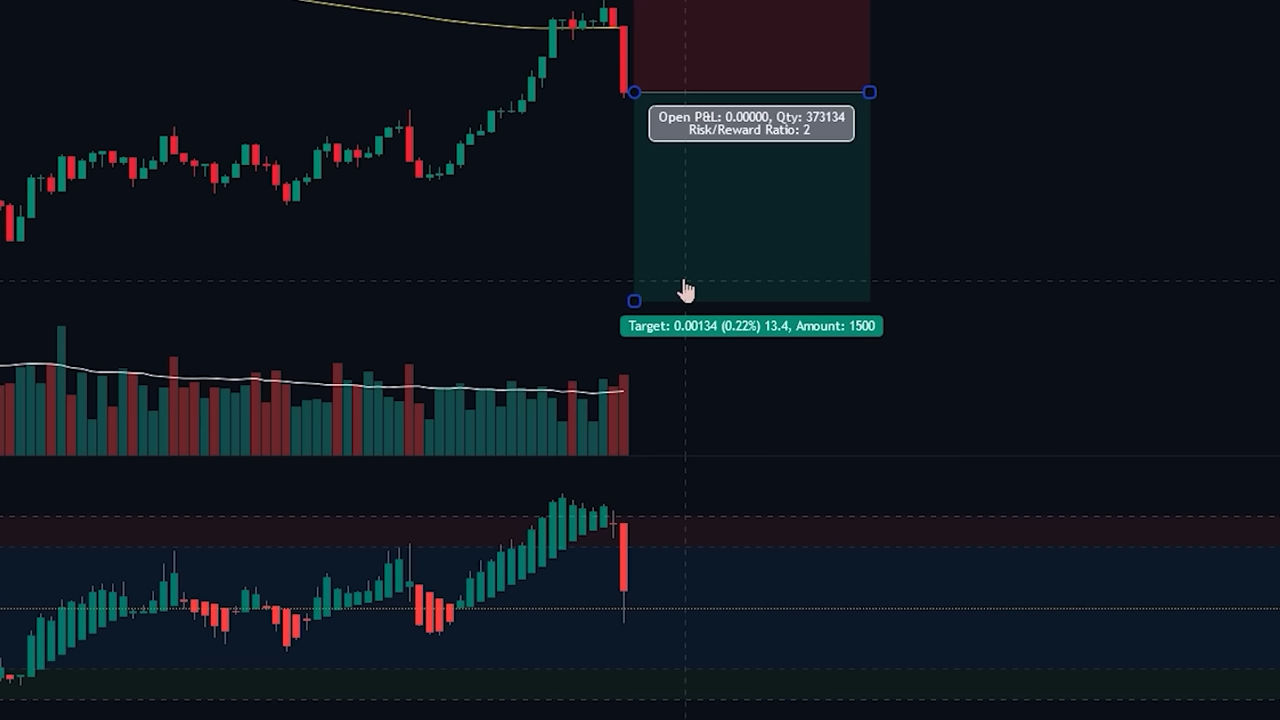 Open P&L: 0.00000, Qty: 373134
Risk/Reward Ratio: 2
Target: 0.00134 (0.22%) 13.4, Amount: 1500